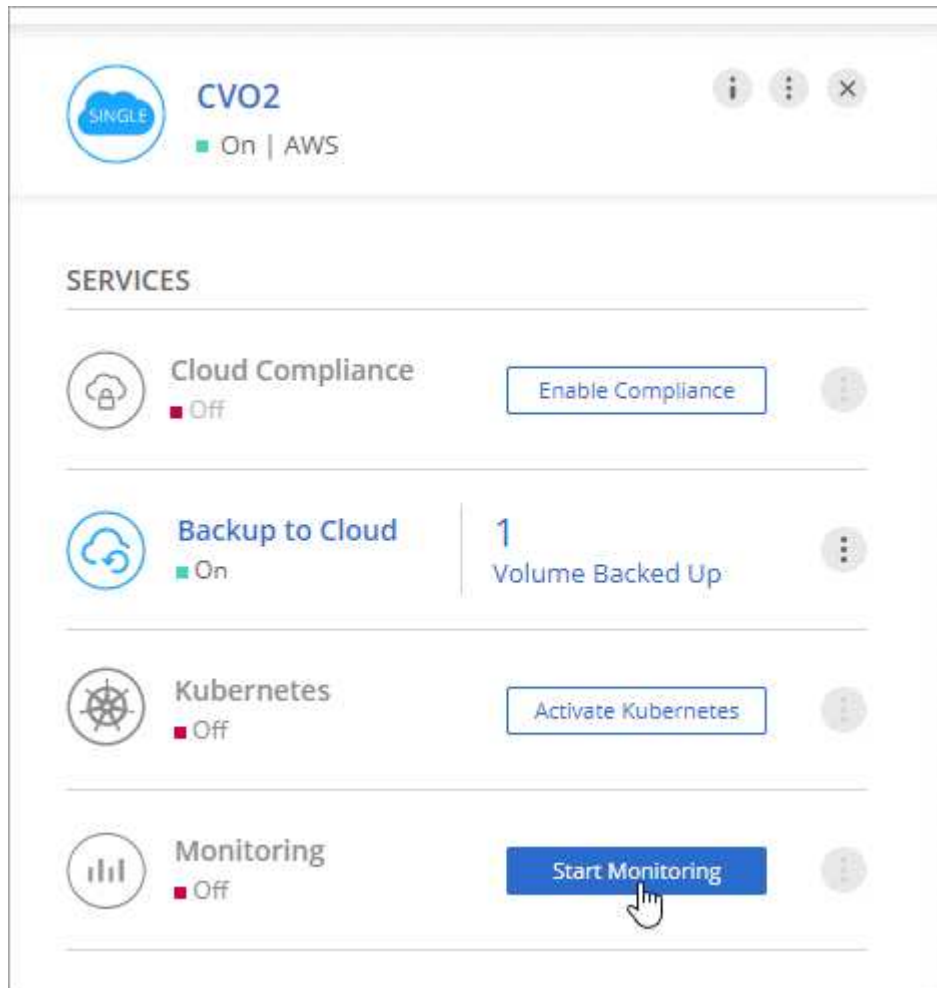 SINGLE
CVO2
On | AWS
SERVICES
Cloud Compliance
Off
Enable Compliance
Backup to Cloud
On
1
Volume Backed Up
Kubernetes
Off
Activate Kubernetes
Monitoring
Off
Start Monitoring